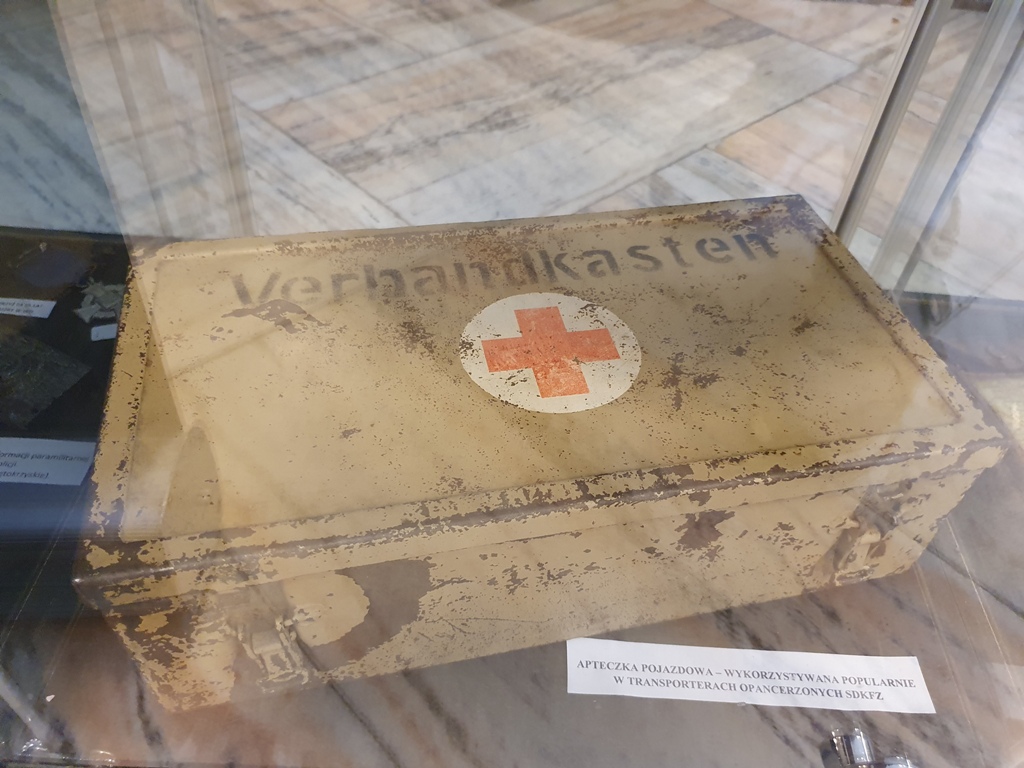 Verbandkasten
APTECZKA POJAZDOWA – WYKORZYSTYWANA POPULARNIE
W TRANSPORTERACH OPANCERZONYCH SDKFZ